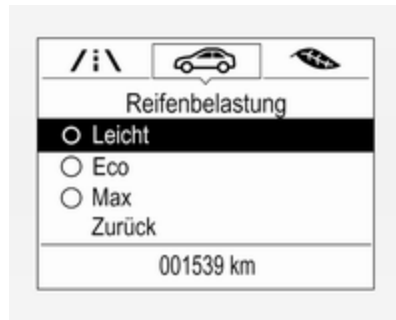 Reifenbelastung
Leicht
Eco
Max
Zurück
001539 km